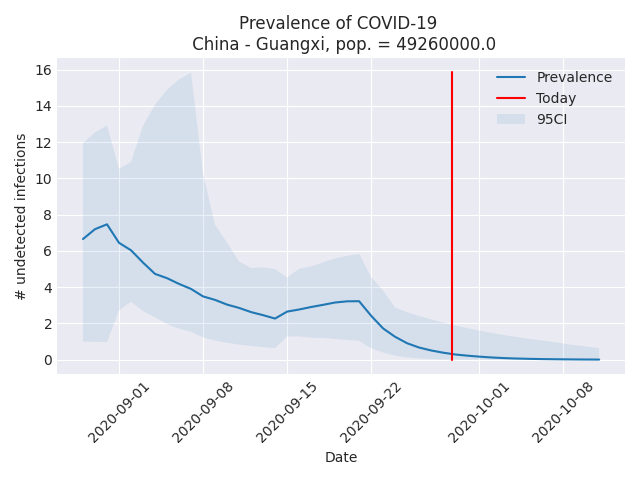 Prevalence of COVID-19
China - Guangxi, pop. = 49260000.0
Prevalence
Today
95CI
# undetected infections
16
14
12
10
8
6
4
2
0
2020-09-01
2020-09-08
2020-09-15
2020-09-22
2020-10-01
2020-10-08
Date